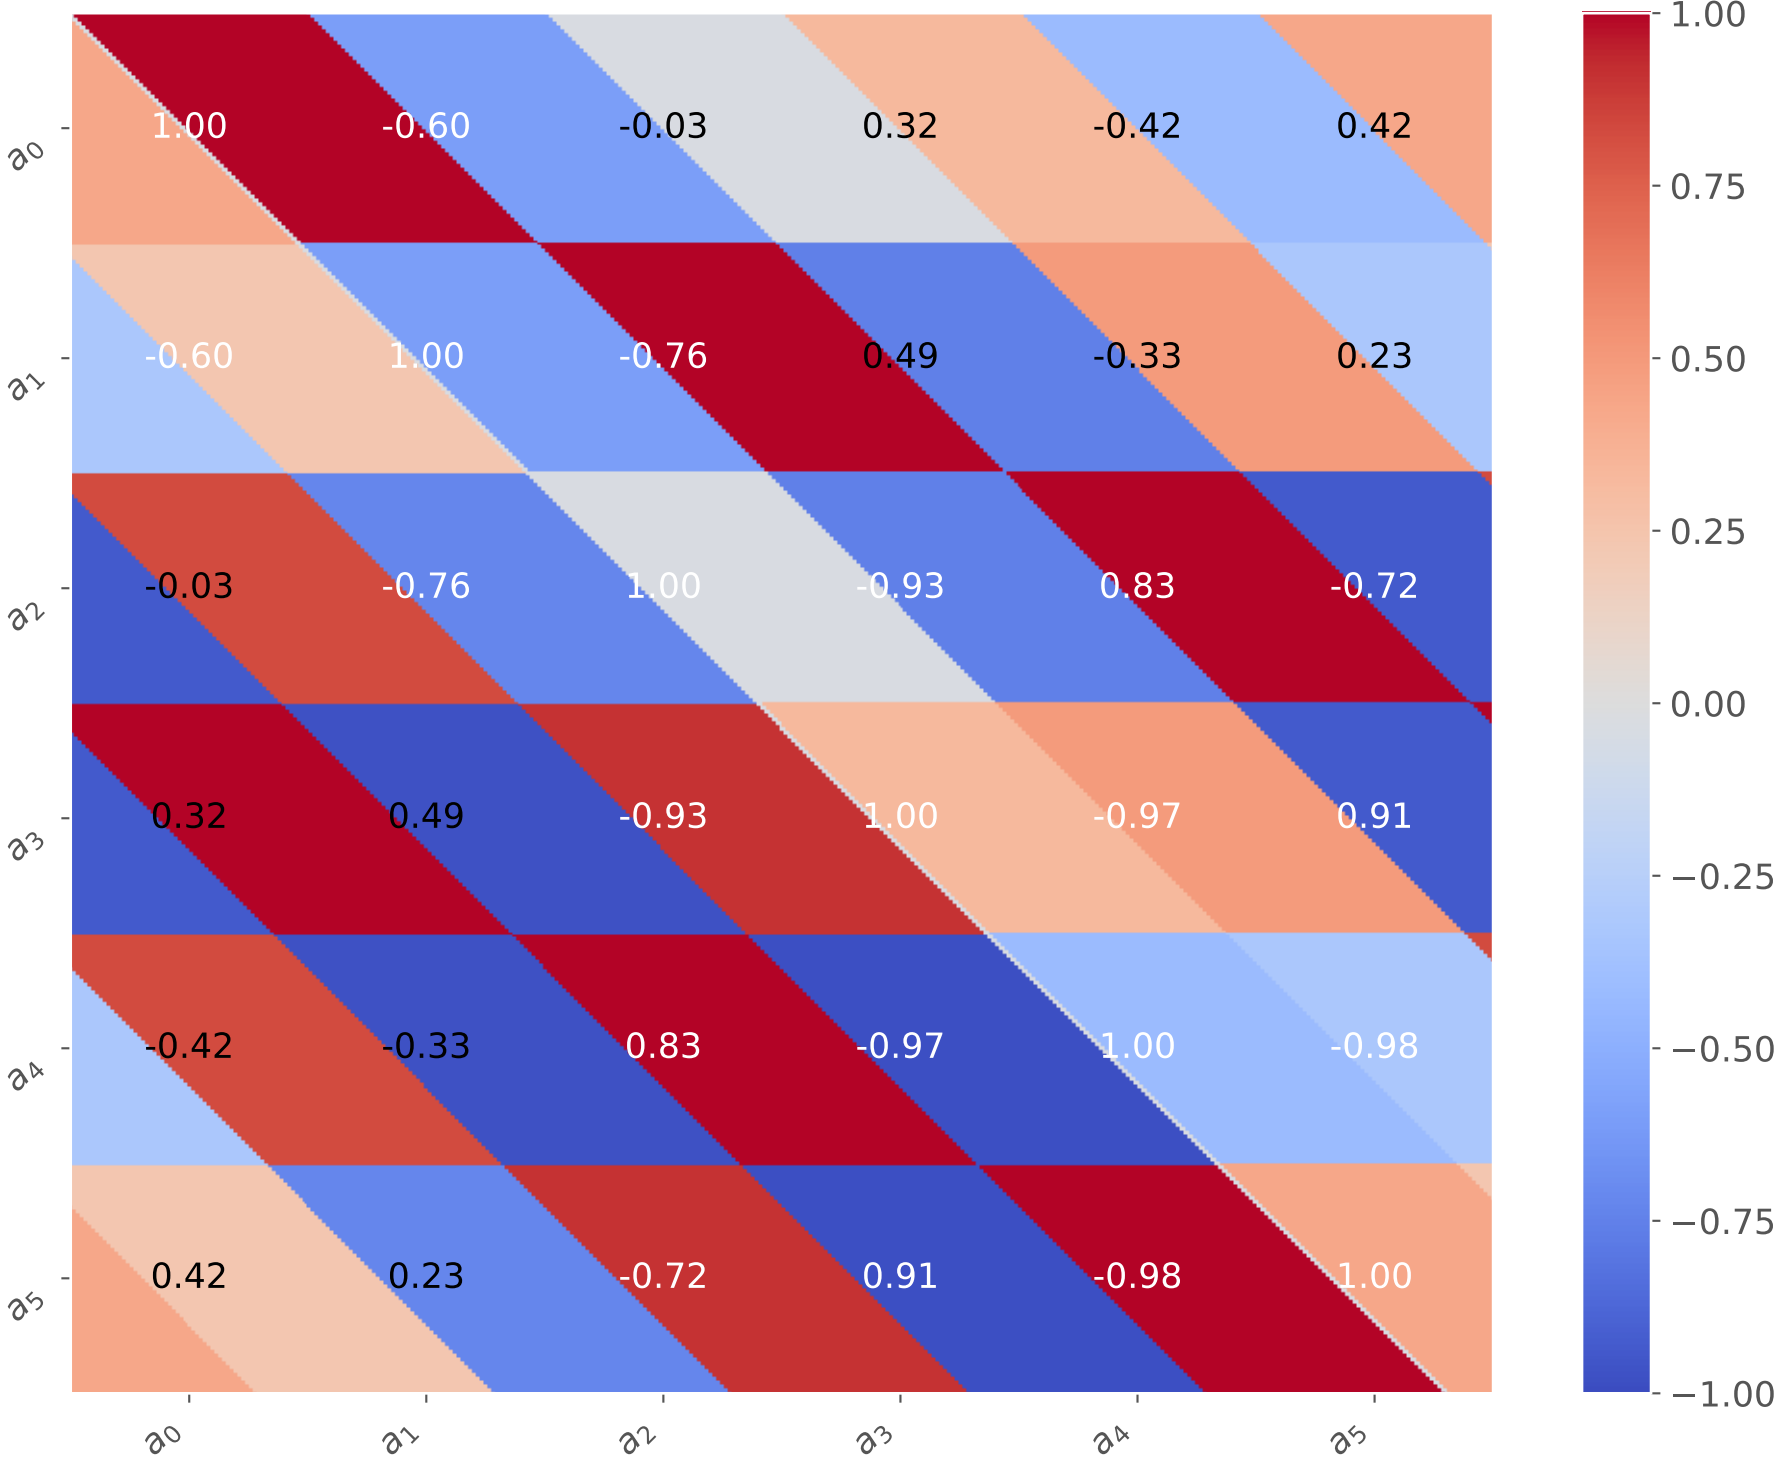 1.00
a0 1.00 -0.60 -0.03 0.32 -0.42 0.42
0.75
a1 -0.60 1.00 -0.76 0.49 -0.33 0.23
0.50
0.25
a2 -0.03 -0.76 1.00 -0.93 0.83 -0.72
0.00
a3 0.32 0.49 -0.93 1.00 -0.97 0.91
−0.25
a4 -0.42 -0.33 0.83 -0.97 1.00 -0.98
−0.50
−0.75
a5 0.42 0.23 -0.72 0.91 -0.98 1.00
−1.00
a0 a1 a2 a3 a4 a5